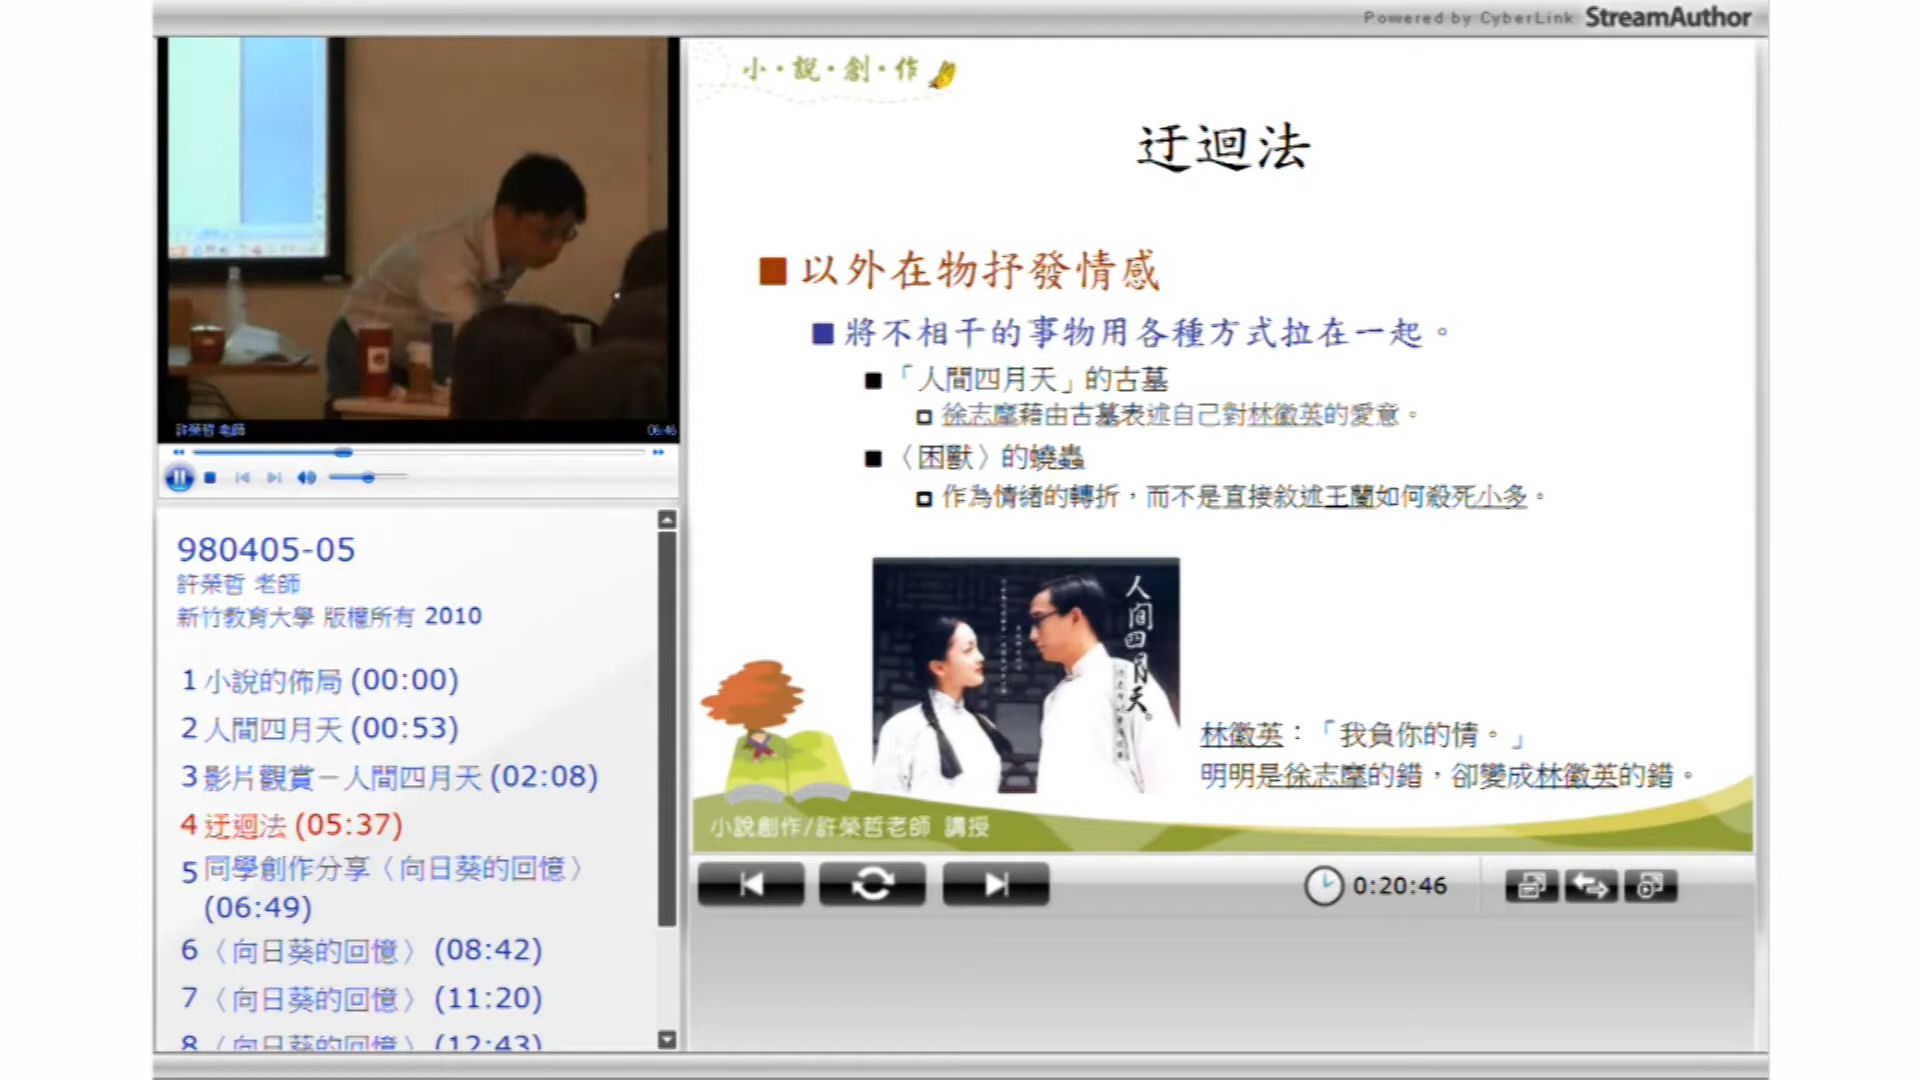 Powered by CyberLink StreamAuthor
許榮哲 老師
06:46
980405-05
許榮哲 老師
新竹教育大學 版權所有 2010
1 小說的佈局 (00:00)
2 人間四月天 (00:53)
3 影片觀賞－人間四月天 (02:08)
4 迂迴法 (05:37)
5 同學創作分享〈向日葵的回憶〉
(06:49)
6 〈向日葵的回憶〉 (08:42)
7 〈向日葵的回憶〉 (11:20)
8 〈向日葵的回憶〉 (12:43)
小・說・創・作
迂迴法
以外在物抒發情感
將不相干的事物用各種方式拉在一起。
「人間四月天」的古墓
徐志摩藉由古墓表述自己對林徽英的愛意。
〈困獸〉的蟯蟲
作為情緒的轉折，而不是直接敘述王蘭如何殺死小多。
人間四月天。
林徽英：「我負你的情。」
明明是徐志摩的錯，卻變成林徽英的錯。
小說創作/許榮哲老師 講授
0:20:46